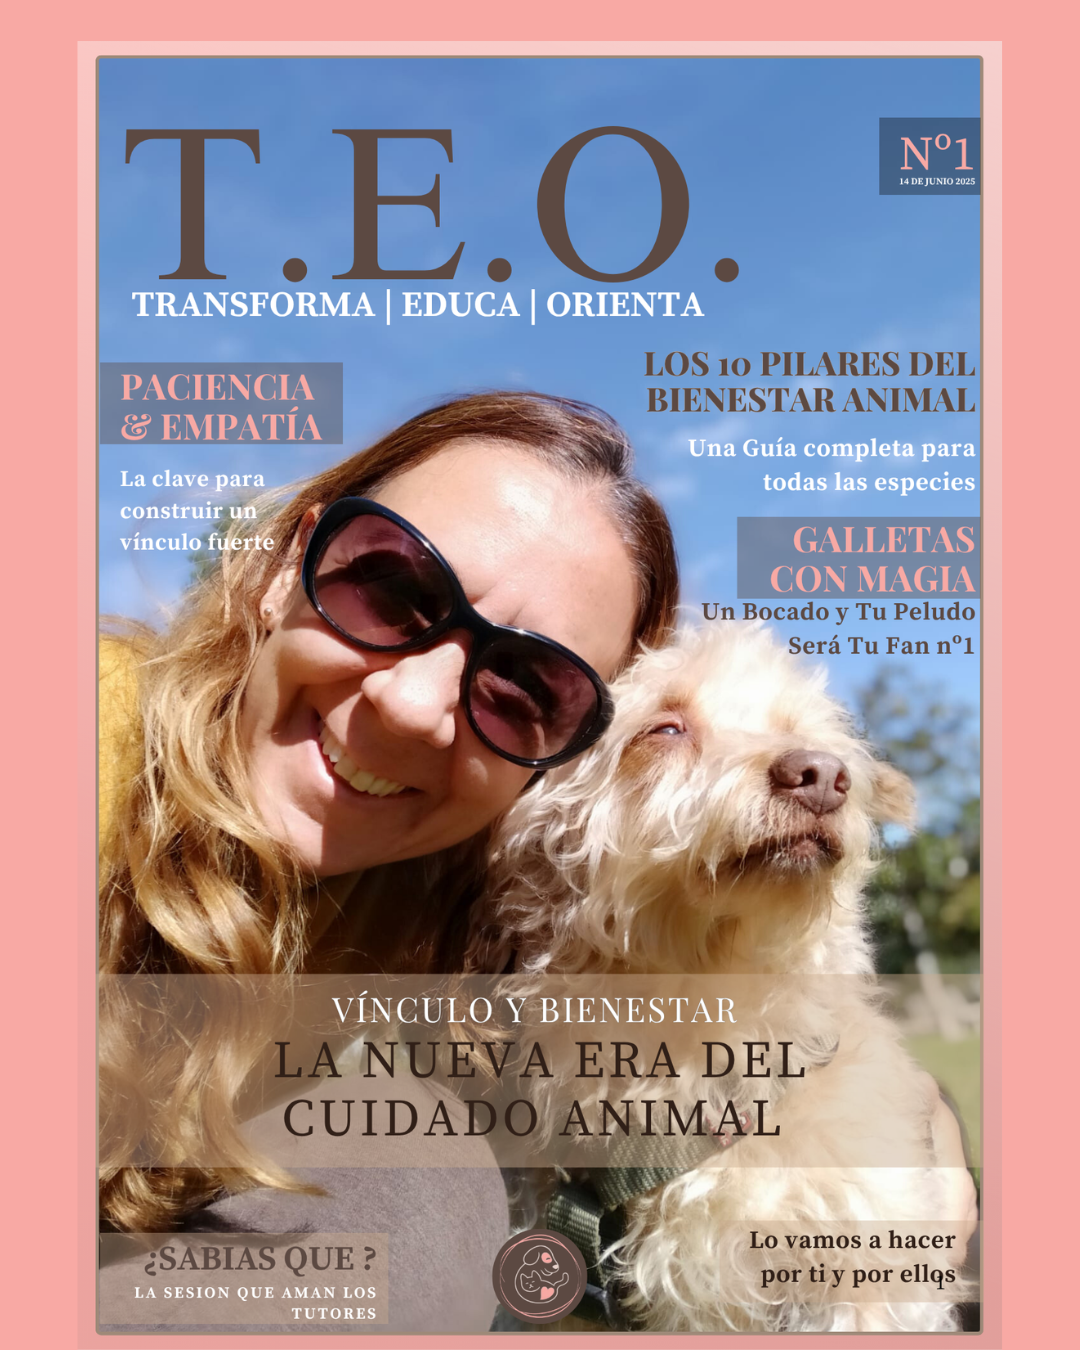 T.E.O.
Nº1
14 DE JUNIO 2025
TRANSFORMA | EDUCA | ORIENTA
PACIENCIA
& EMPATÍA
La clave para
construir un
vínculo fuerte
LOS 10 PILARES DEL
BIENESTAR ANIMAL
Una Guía completa para
todas las especies
GALLETAS
CON MAGIA
Un Bocado y Tu Peludo
Será Tu Fan nº1
VÍNCULO Y BIENESTAR
LA NUEVA ERA DEL
CUIDADO ANIMAL
¿SABIAS QUE ?
LA SESION QUE AMAN LOS
TUTORES
Lo vamos a hacer
por ti y por ellos
1